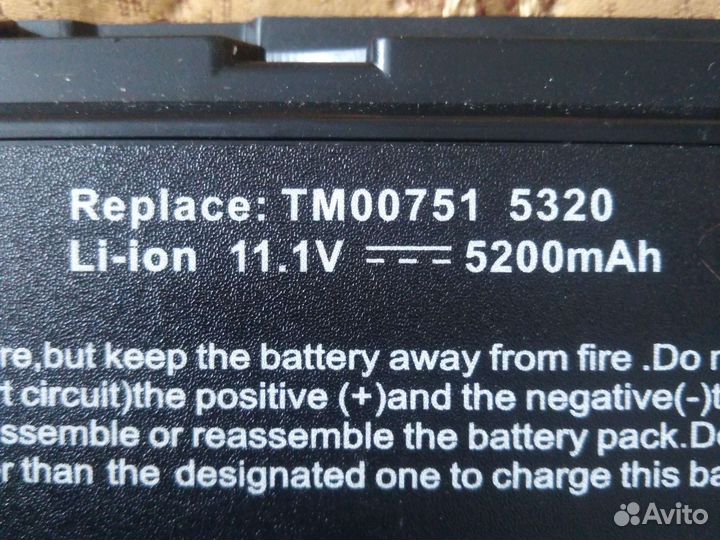 Replace: TM00751 5320
Li-ion 11.1V 5200mAh
re,but keep the battery away from fire .Do
t circuit)the positive (+)and the negative(-)t
ssemble or reassemble the battery pack.D
r than the designated one to charge this ba
Avito